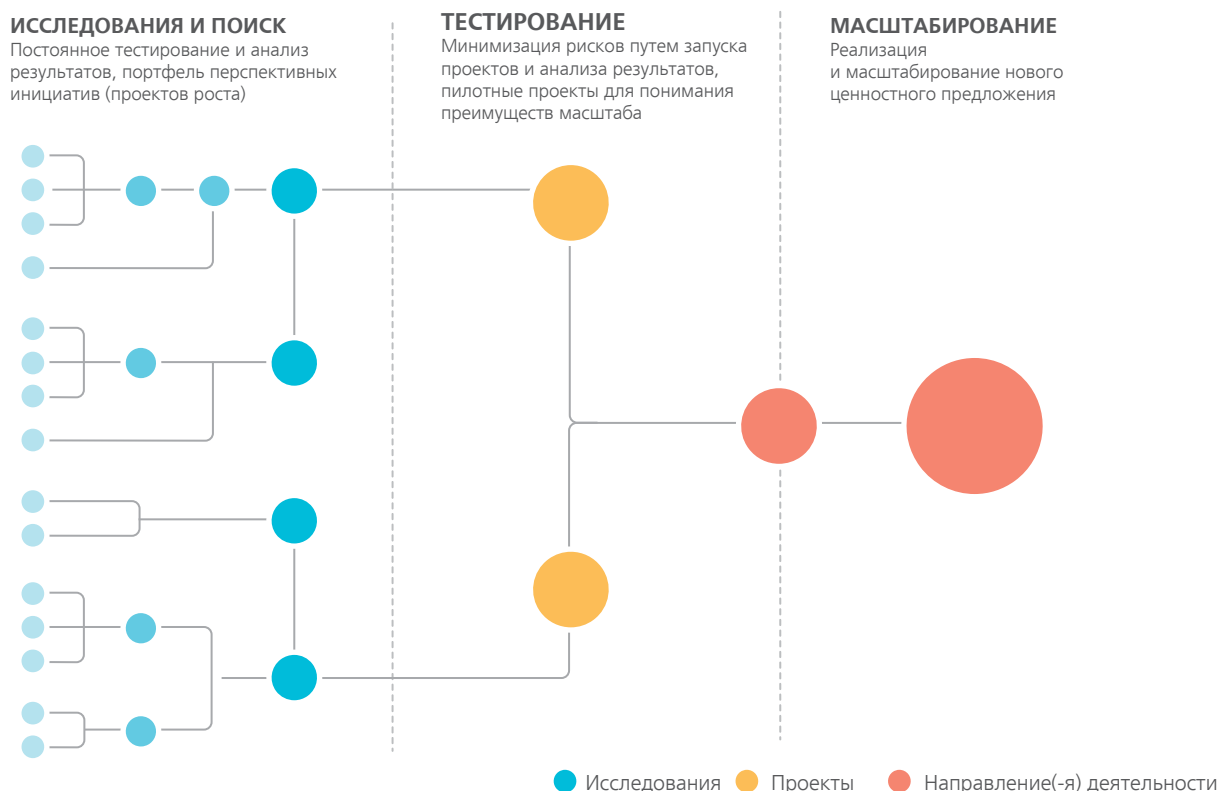 ИССЛЕДОВАНИЯ И ПОИСК
Постоянное тестирование и анализ
результатов, портфель перспективных
инициатив (проектов роста)
ТЕСТИРОВАНИЕ
Минимизация рисков путем запуска
проектов и анализа результатов,
пилотные проекты для понимания
преимуществ масштаба
МАСШТАБИРОВАНИЕ
Реализация
и масштабирование нового
ценностного предложения
Исследования
Проекты
Направление(-я) деятельности